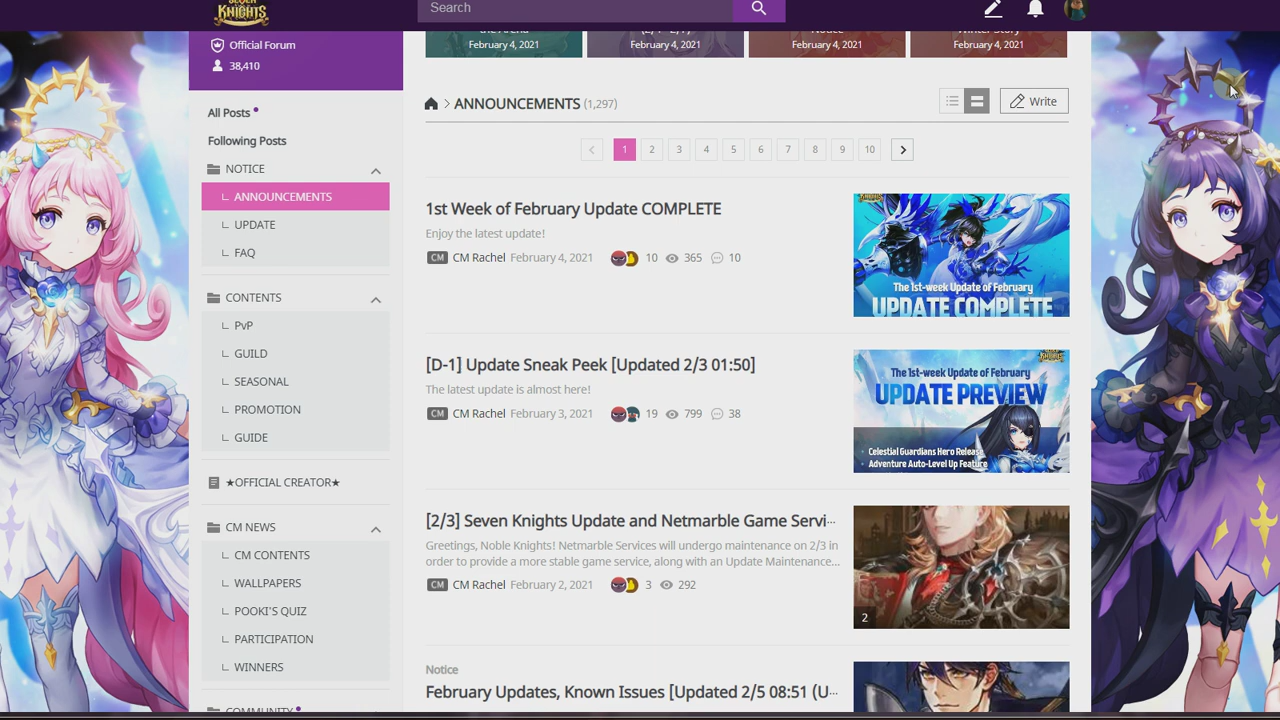 SEVEN
KNIGHTS
Search
Official Forum
38,410
the Arena
February 4, 2021
February 4, 2021
Notice
February 4, 2021
Winter Story
February 4, 2021
All Posts
Following Posts
NOTICE
ANNOUNCEMENTS
UPDATE
FAQ
CONTENTS
PvP
GUILD
SEASONAL
PROMOTION
GUIDE
★OFFICIAL CREATOR★
CM NEWS
CM CONTENTS
WALLPAPERS
POOKI'S QUIZ
PARTICIPATION
WINNERS
COMMUNITY
ANNOUNCEMENTS (1,297)
Write
1 2 3 4 5 6 7 8 9 10
1st Week of February Update COMPLETE
Enjoy the latest update!
CM CM Rachel February 4, 2021 10 365 10
The 1st-week Update of February
UPDATE COMPLETE
[D-1] Update Sneak Peek [Updated 2/3 01:50]
The latest update is almost here!
CM CM Rachel February 3, 2021 19 799 38
The 1st-week Update of February
UPDATE PREVIEW
Celestial Guardians Hero Release
Adventure Auto-Level Up Feature
[2/3] Seven Knights Update and Netmarble Game Servi...
Greetings, Noble Knights! Netmarble Services will undergo maintenance on 2/3 in
order to provide a more stable game service, along with an Update Maintenance...
CM CM Rachel February 2, 2021 3 292
2
Notice
February Updates, Known Issues [Updated 2/5 08:51 (U...